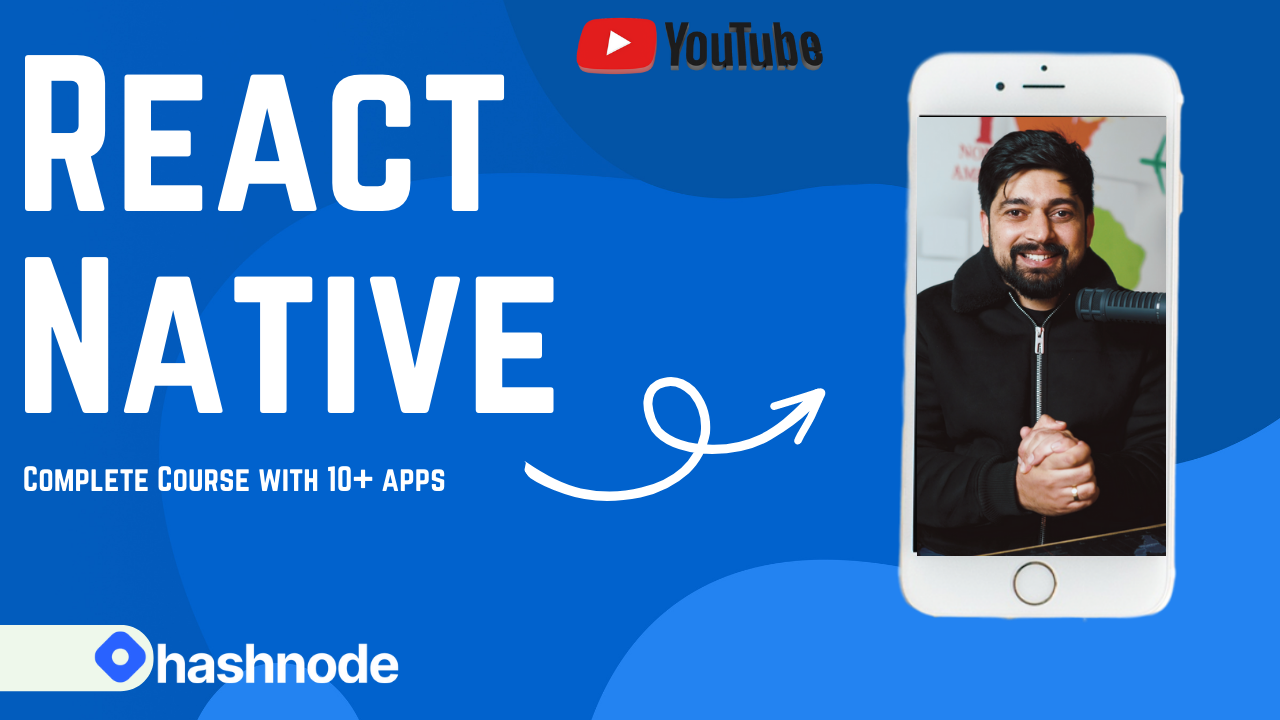 YouTube
REACT
NATIVE
COMPLETE COURSE WITH 10+ APPS
hashnode